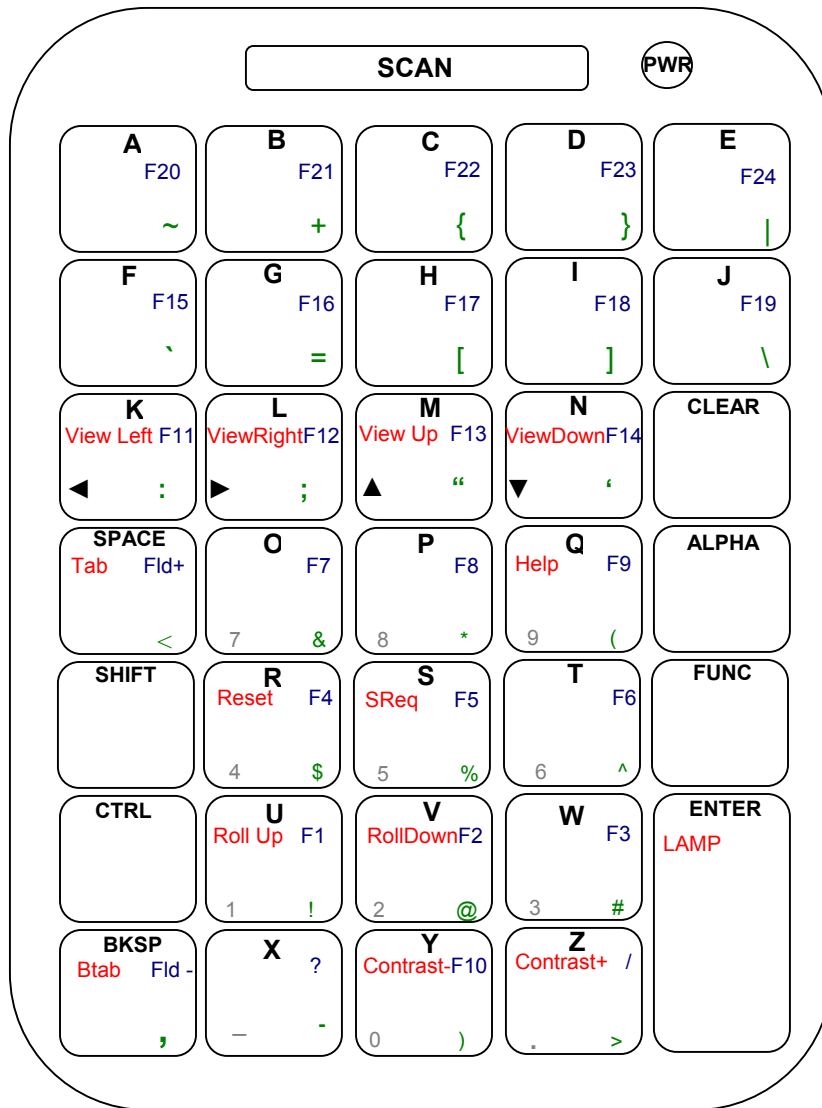 SCAN PWR
A B C D E
F20 F21 F22 F23 F24
~ + { } |
F G H I J
F15 F16 F17 F18 F19
` = [ ] \
K L M N CLEAR
View Left F11 ViewRight F12 View Up F13 ViewDown F14
◄ : ► ; ▲ “ ▼ ‘
SPACE O P Q ALPHA
Tab Fld+ F7 F8 Help F9
< 7 & 8 * 9 (
SHIFT R S T FUNC
Reset F4 SReq F5 F6
4 $ 5 % 6 ^
CTRL U V W ENTER
Roll Up F1 RollDown F2 F3 LAMP
1 ! 2 @ 3 #
BKSP X Y Z
Btab Fld - ? Contrast- F10 Contrast+ /
, _ - 0 ) . >